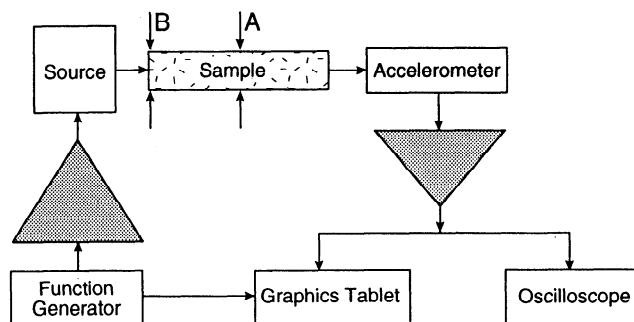 B
A
Source
Sample
Accelerometer
Function
Generator
Graphics Tablet
Oscilloscope